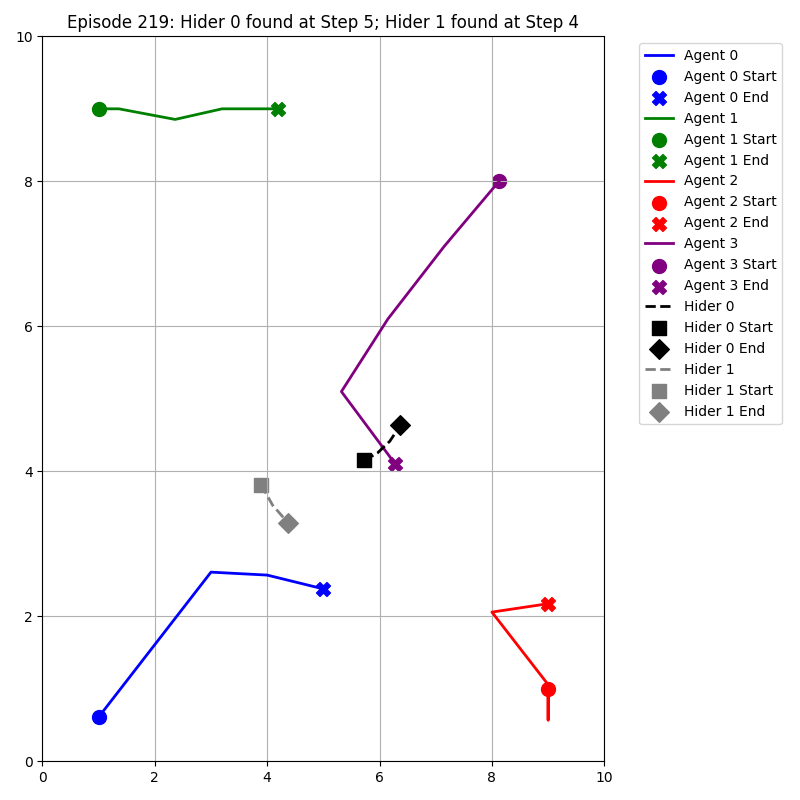 Episode 219: Hider 0 found at Step 5; Hider 1 found at Step 4
10
8
6
4
2
0
0 2 4 6 8 10
Agent 0
Agent 0 Start
Agent 0 End
Agent 1
Agent 1 Start
Agent 1 End
Agent 2
Agent 2 Start
Agent 2 End
Agent 3
Agent 3 Start
Agent 3 End
Hider 0
Hider 0 Start
Hider 0 End
Hider 1
Hider 1 Start
Hider 1 End